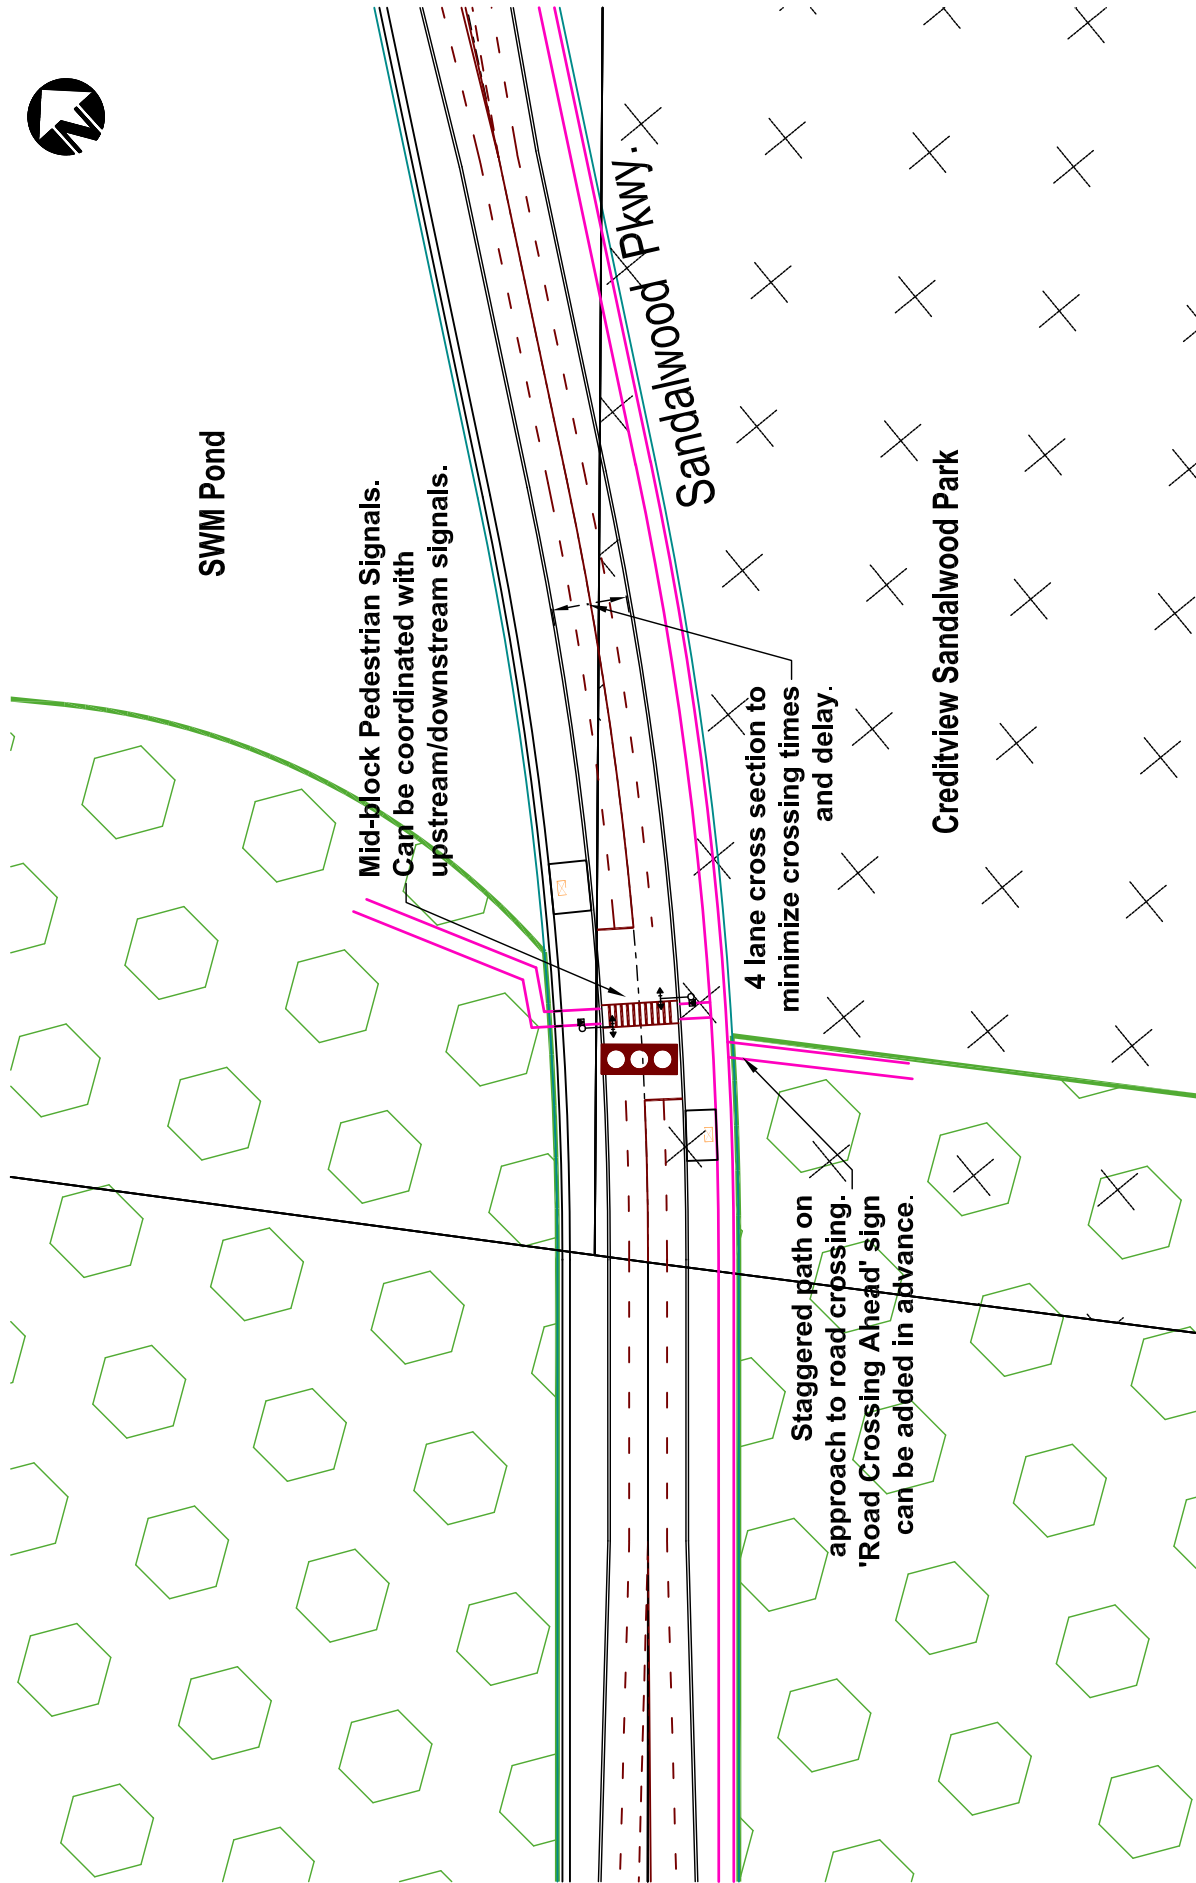 SWM Pond
Mid-block Pedestrian Signals.
Can be coordinated with
upstream/downstream signals.
Sandalwood Pkwy.
4 lane cross section to
minimize crossing times
and delay.
Creditview Sandalwood Park
Staggered path on
approach to road crossing.
'Road Crossing Ahead' sign
can be added in advance.
N